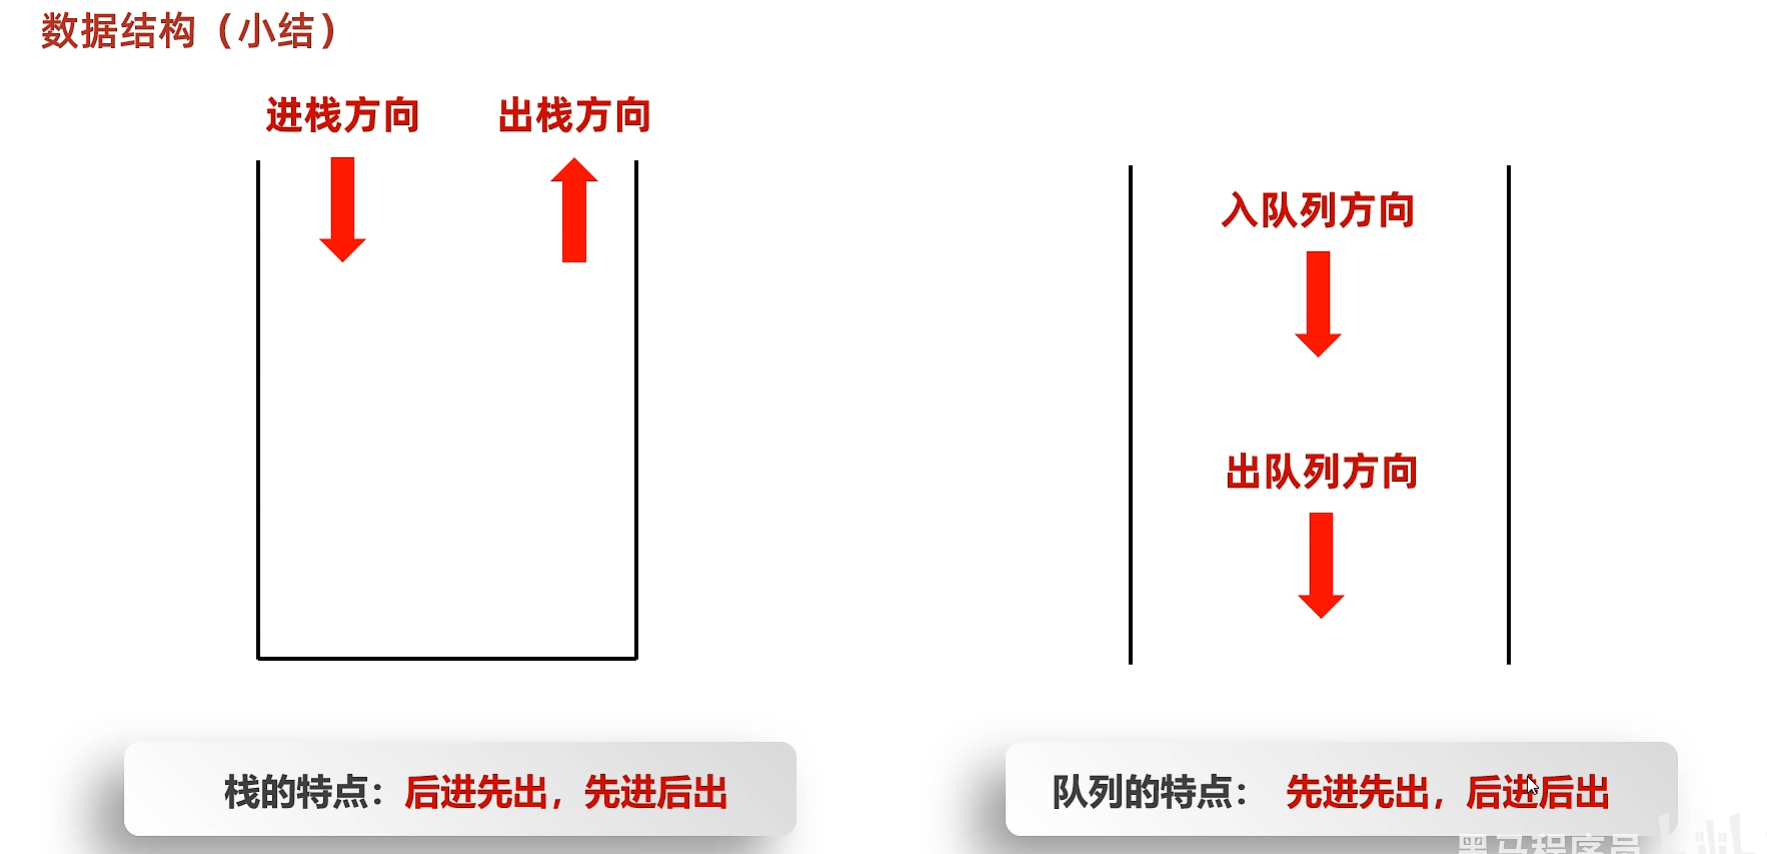 数据结构（小结）
进栈方向
出栈方向
入队列方向
出队列方向
栈的特点：后进先出，先进后出
队列的特点： 先进先出，后进后出
黑马程序员